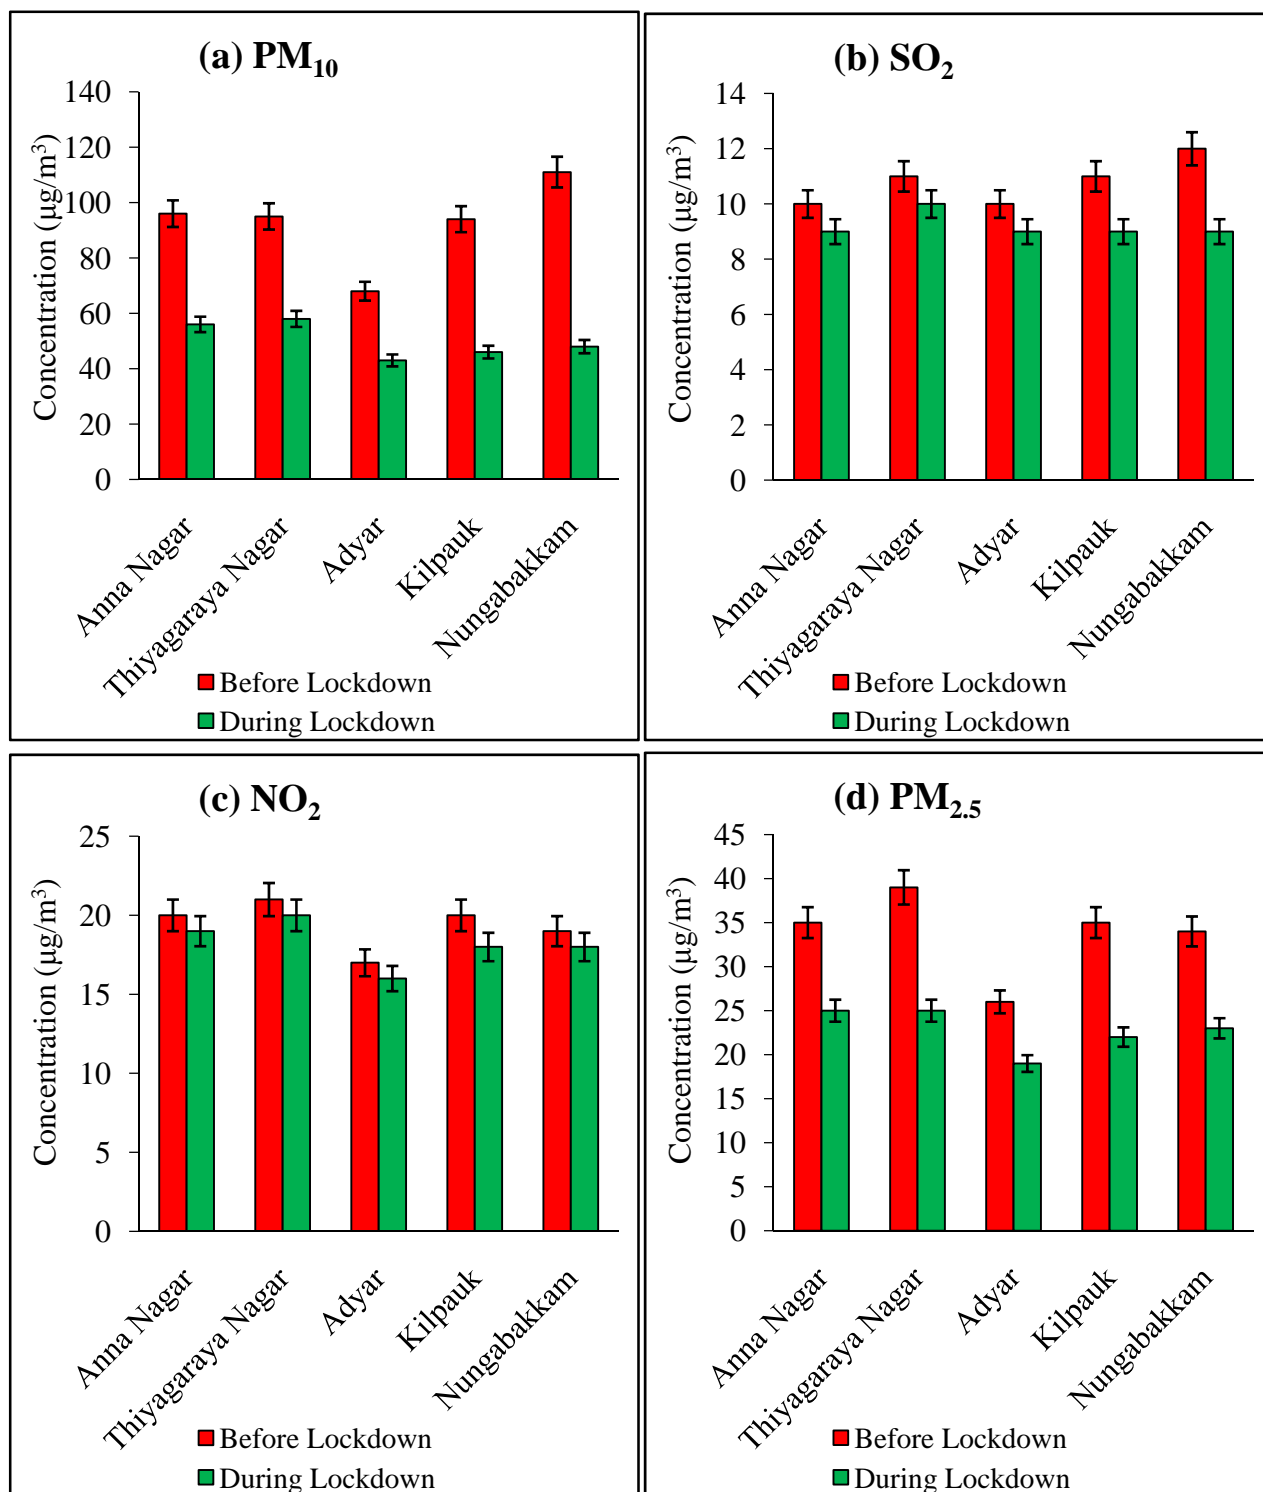 (a) PM₁₀
Concentration (µg/m³)
140
120
100
80
60
40
20
0
Anna Nagar
Thiyagaraya Nagar
Adyar
Kilpauk
Nungabakkam
Before Lockdown
During Lockdown
(b) SO₂
Concentration (µg/m³)
14
12
10
8
6
4
2
0
Anna Nagar
Thiyagaraya Nagar
Adyar
Kilpauk
Nungabakkam
Before Lockdown
During Lockdown
(c) NO₂
Concentration (µg/m³)
25
20
15
10
5
0
Anna Nagar
Thiyagaraya Nagar
Adyar
Kilpauk
Nungabakkam
Before Lockdown
During Lockdown
(d) PM₂.₅
Concentration (µg/m³)
45
40
35
30
25
20
15
10
5
0
Anna Nagar
Thiyagaraya Nagar
Adyar
Kilpauk
Nungabakkam
Before Lockdown
During Lockdown